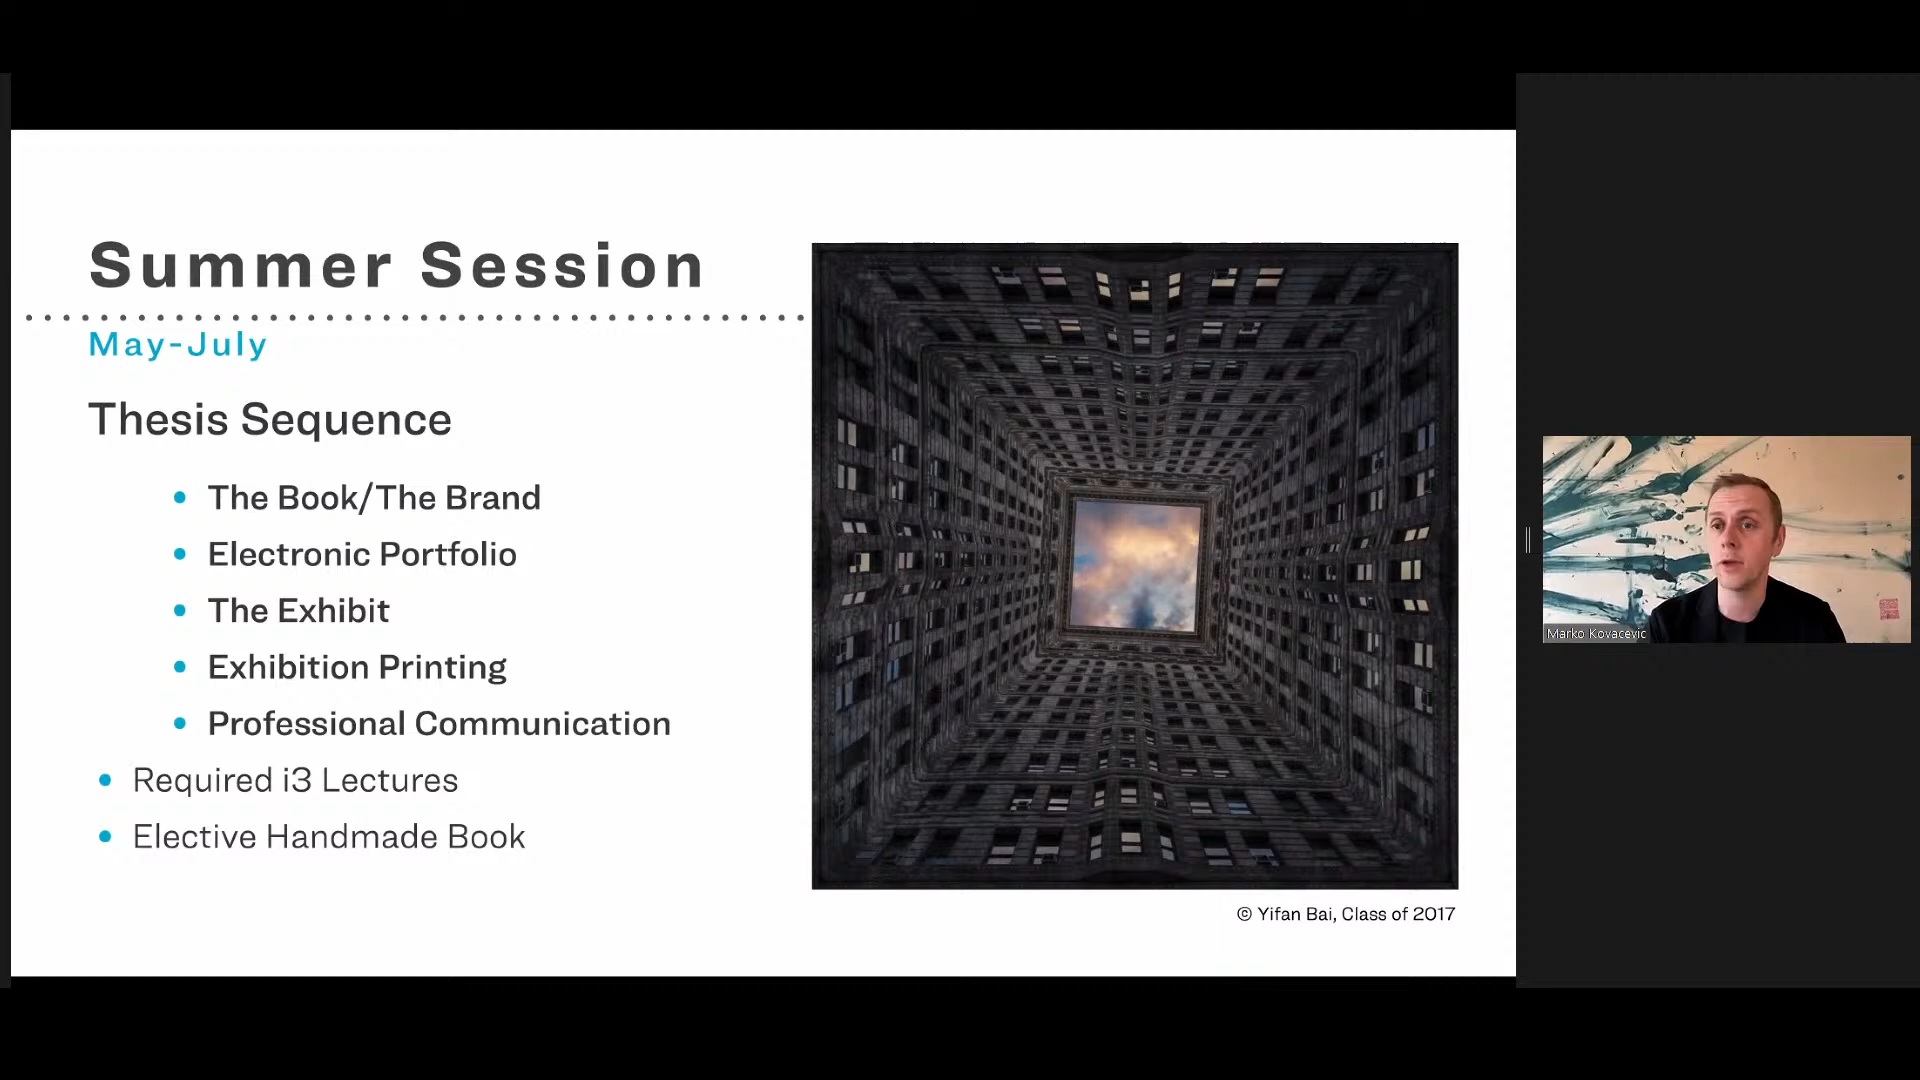 Summer Session
May-July
Thesis Sequence
• The Book/The Brand
• Electronic Portfolio
• The Exhibit
• Exhibition Printing
• Professional Communication
• Required i3 Lectures
• Elective Handmade Book
© Yifan Bai, Class of 2017
Marko Kovacevic